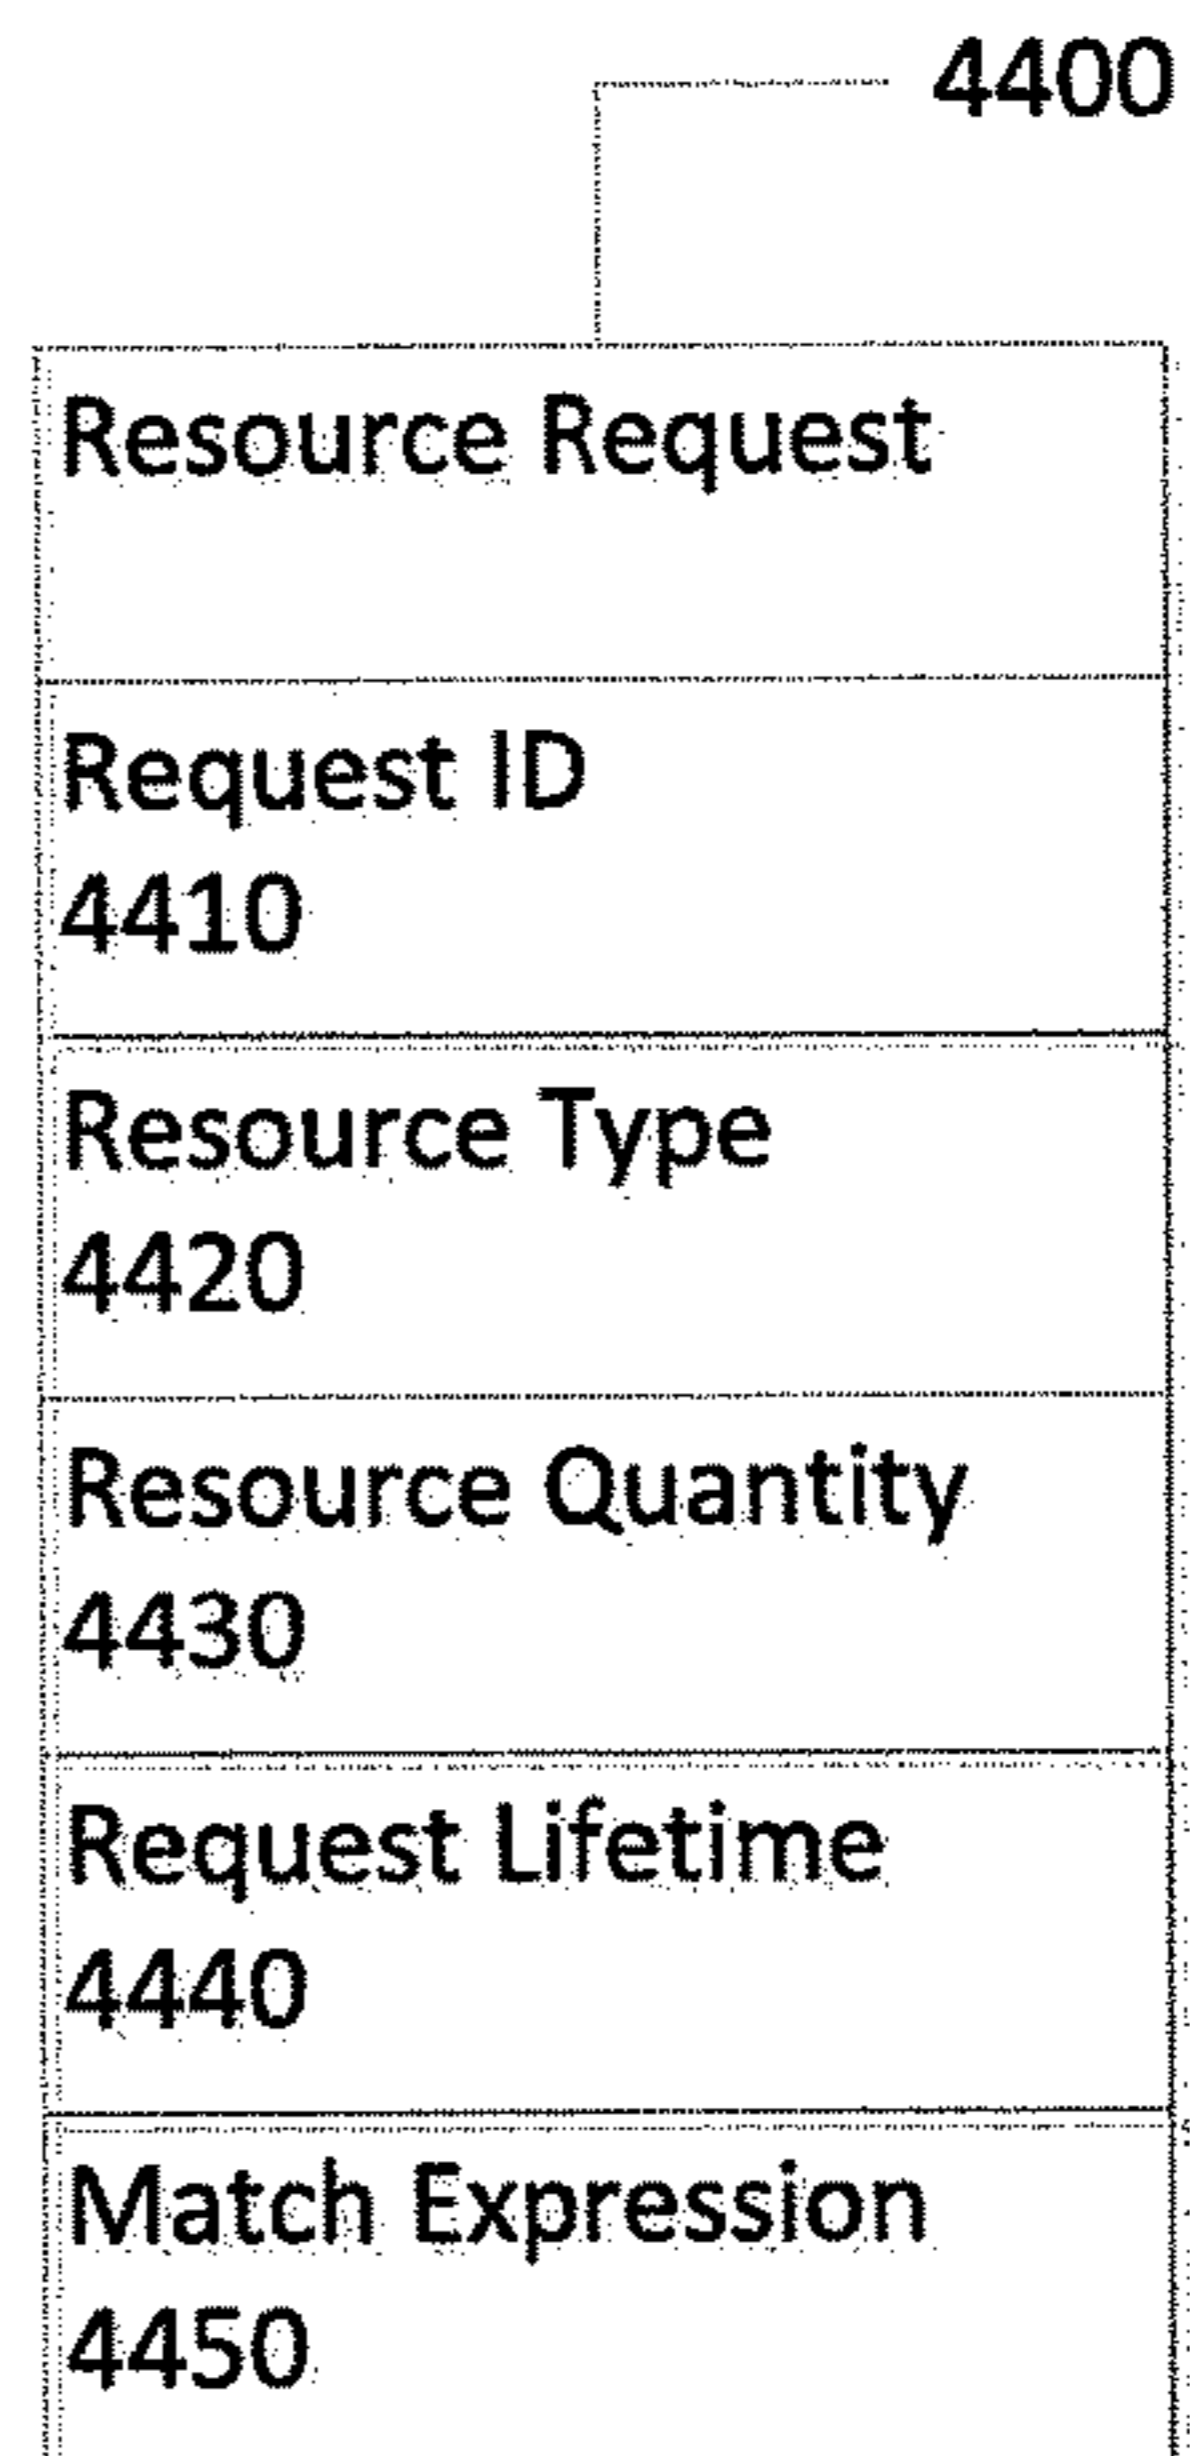 4400
Resource Request
Request ID
4410
Resource Type
4420
Resource Quantity
4430
Request Lifetime
4440
Match Expression
4450